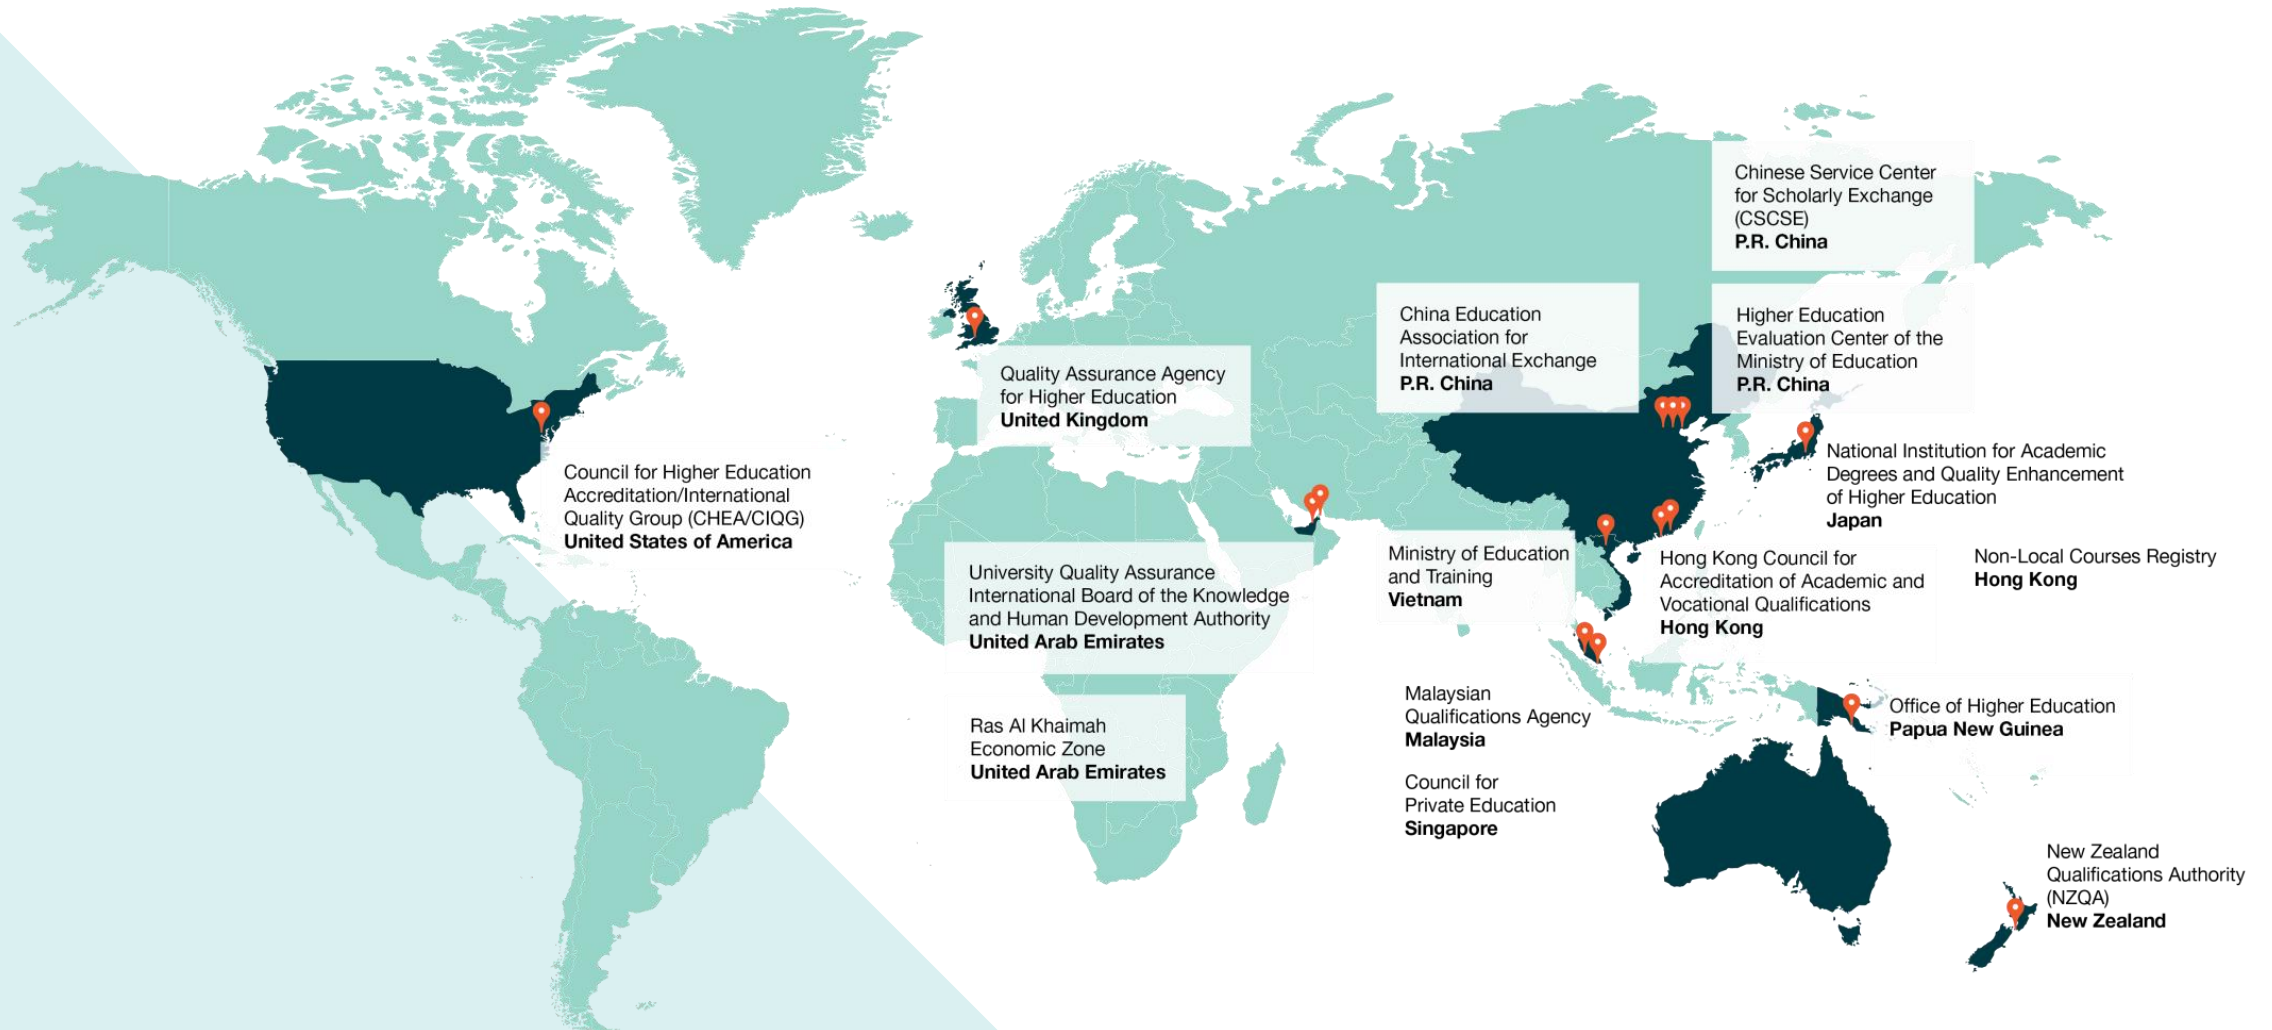 Chinese Service Center
for Scholarly Exchange
(CSCSE)
P.R. China
China Education
Association for
International Exchange
P.R. China
Higher Education
Evaluation Center of the
Ministry of Education
P.R. China
Quality Assurance Agency
for Higher Education
United Kingdom
Council for Higher Education
Accreditation/International
Quality Group (CHEA/CIQG)
United States of America
National Institution for Academic
Degrees and Quality Enhancement
of Higher Education
Japan
University Quality Assurance
International Board of the Knowledge
and Human Development Authority
United Arab Emirates
Ministry of Education
and Training
Vietnam
Hong Kong Council for
Accreditation of Academic and
Vocational Qualifications
Hong Kong
Non-Local Courses Registry
Hong Kong
Ras Al Khaimah
Economic Zone
United Arab Emirates
Malaysian
Qualifications Agency
Malaysia
Office of Higher Education
Papua New Guinea
Council for
Private Education
Singapore
New Zealand
Qualifications Authority
(NZQA)
New Zealand